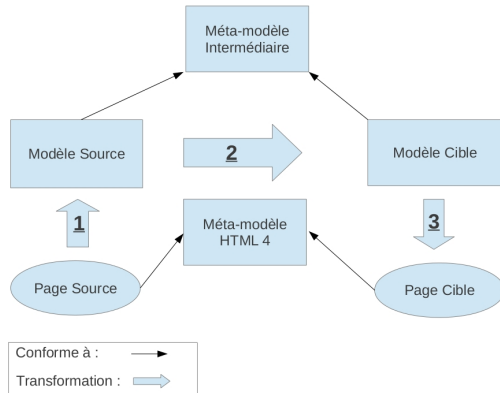 Méta-modèle
Intermédiaire
Modèle Source
2
Modèle Cible
1
Méta-modèle
HTML 4
3
Page Source
Page Cible
Conforme à :
Transformation :